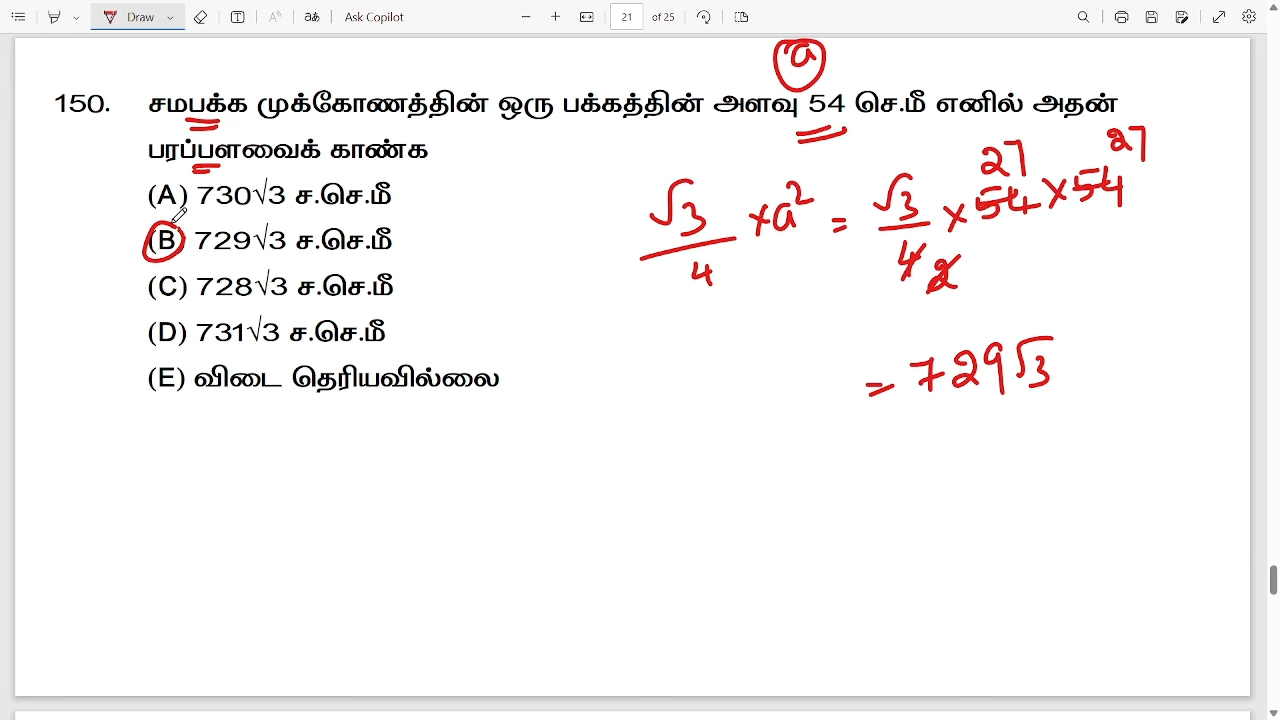 Draw
Ask Copilot
21 of 25
a
150. சமபக்க முக்கோணத்தின் ஒரு பக்கத்தின் அளவு 54 செ.மீ எனில் அதன்
பரப்பளவைக் காண்க
(A) 730√3 ச.செ.மீ
(B) 729√3 ச.செ.மீ
(C) 728√3 ச.செ.மீ
(D) 731√3 ச.செ.மீ
(E) விடை தெரியவில்லை
27 27
√3/4 × a² = √3/4 × 54 × 54
2
= 729√3